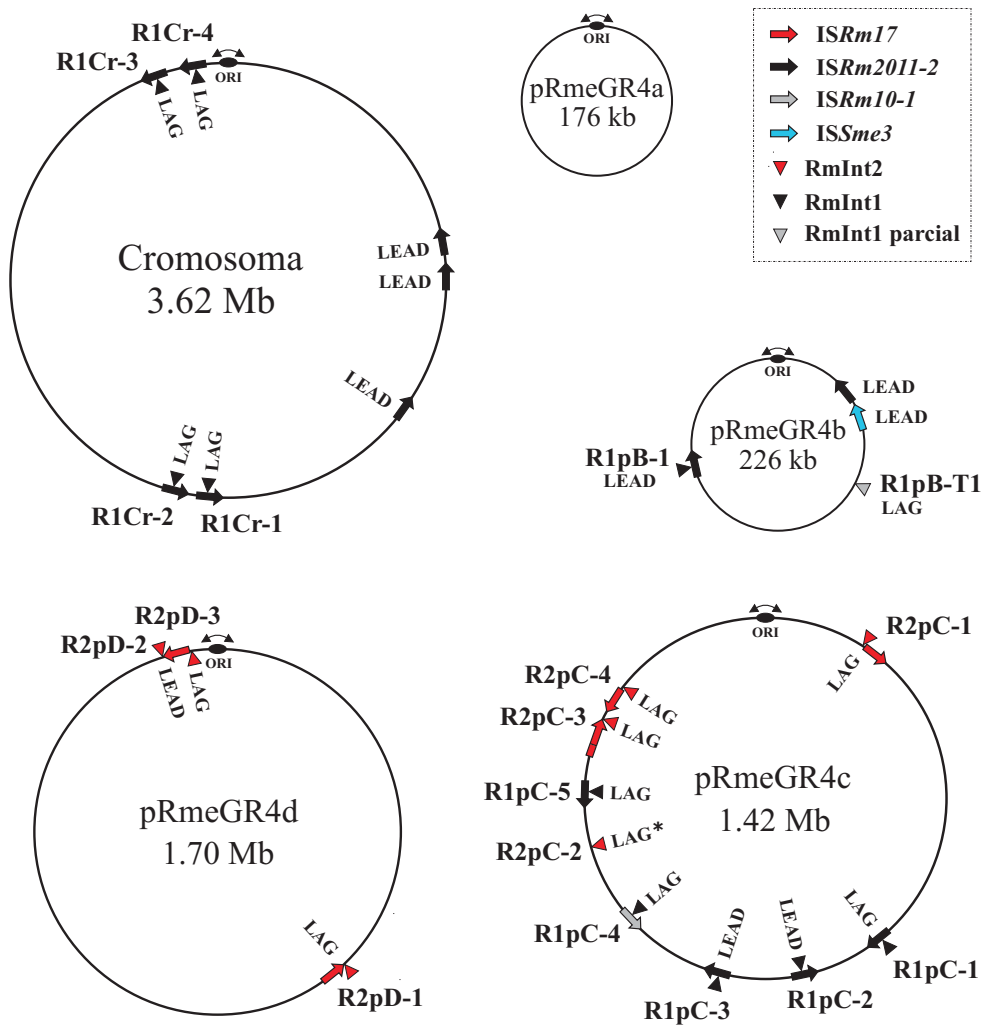 R1Cr-4
R1Cr-3
ORI
LAG
LAG
LEAD
LEAD
Cromosoma
3.62 Mb
LEAD
LAG
LAG
R1Cr-2
R1Cr-1
ORI
pRmeGR4a
176 kb
ISRm17
ISRm2011-2
ISRm10-1
ISSme3
RmInt2
RmInt1
RmInt1 parcial
ORI
LEAD
LEAD
pRmeGR4b
226 kb
R1pB-1
LEAD
R1pB-T1
LAG
R2pD-3
R2pD-2
ORI
LEAD
LAG
pRmeGR4d
1.70 Mb
LAG
R2pD-1
ORI
R2pC-1
LAG
R2pC-4
LAG
R2pC-3
LAG
R1pC-5
LAG
pRmeGR4c
1.42 Mb
R2pC-2
LAG*
LAG
R1pC-4
LEAD
LEAD
LAG
R1pC-1
R1pC-2
R1pC-3